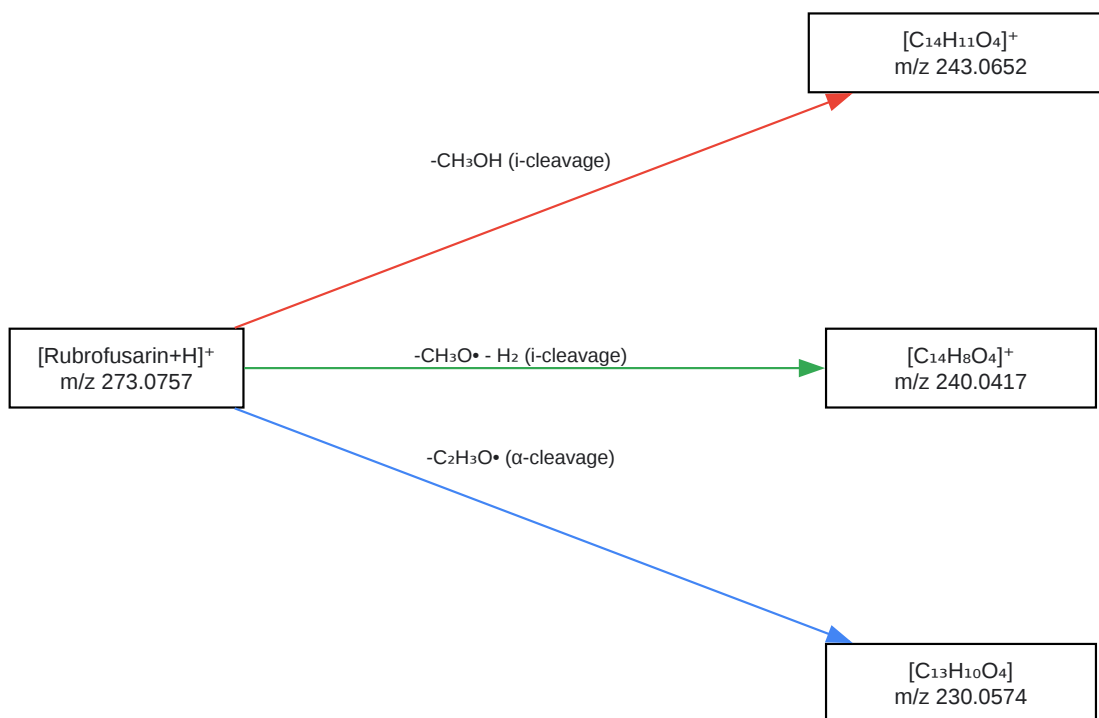 [C₁₄H₁₁O₄]⁺
m/z 243.0652
-CH₃OH (i-cleavage)
[Rubrofusarin+H]⁺
m/z 273.0757
-CH₃O• - H₂ (i-cleavage)
[C₁₄H₈O₄]⁺
m/z 240.0417
-C₂H₃O• (α-cleavage)
[C₁₃H₁₀O₄]
m/z 230.0574